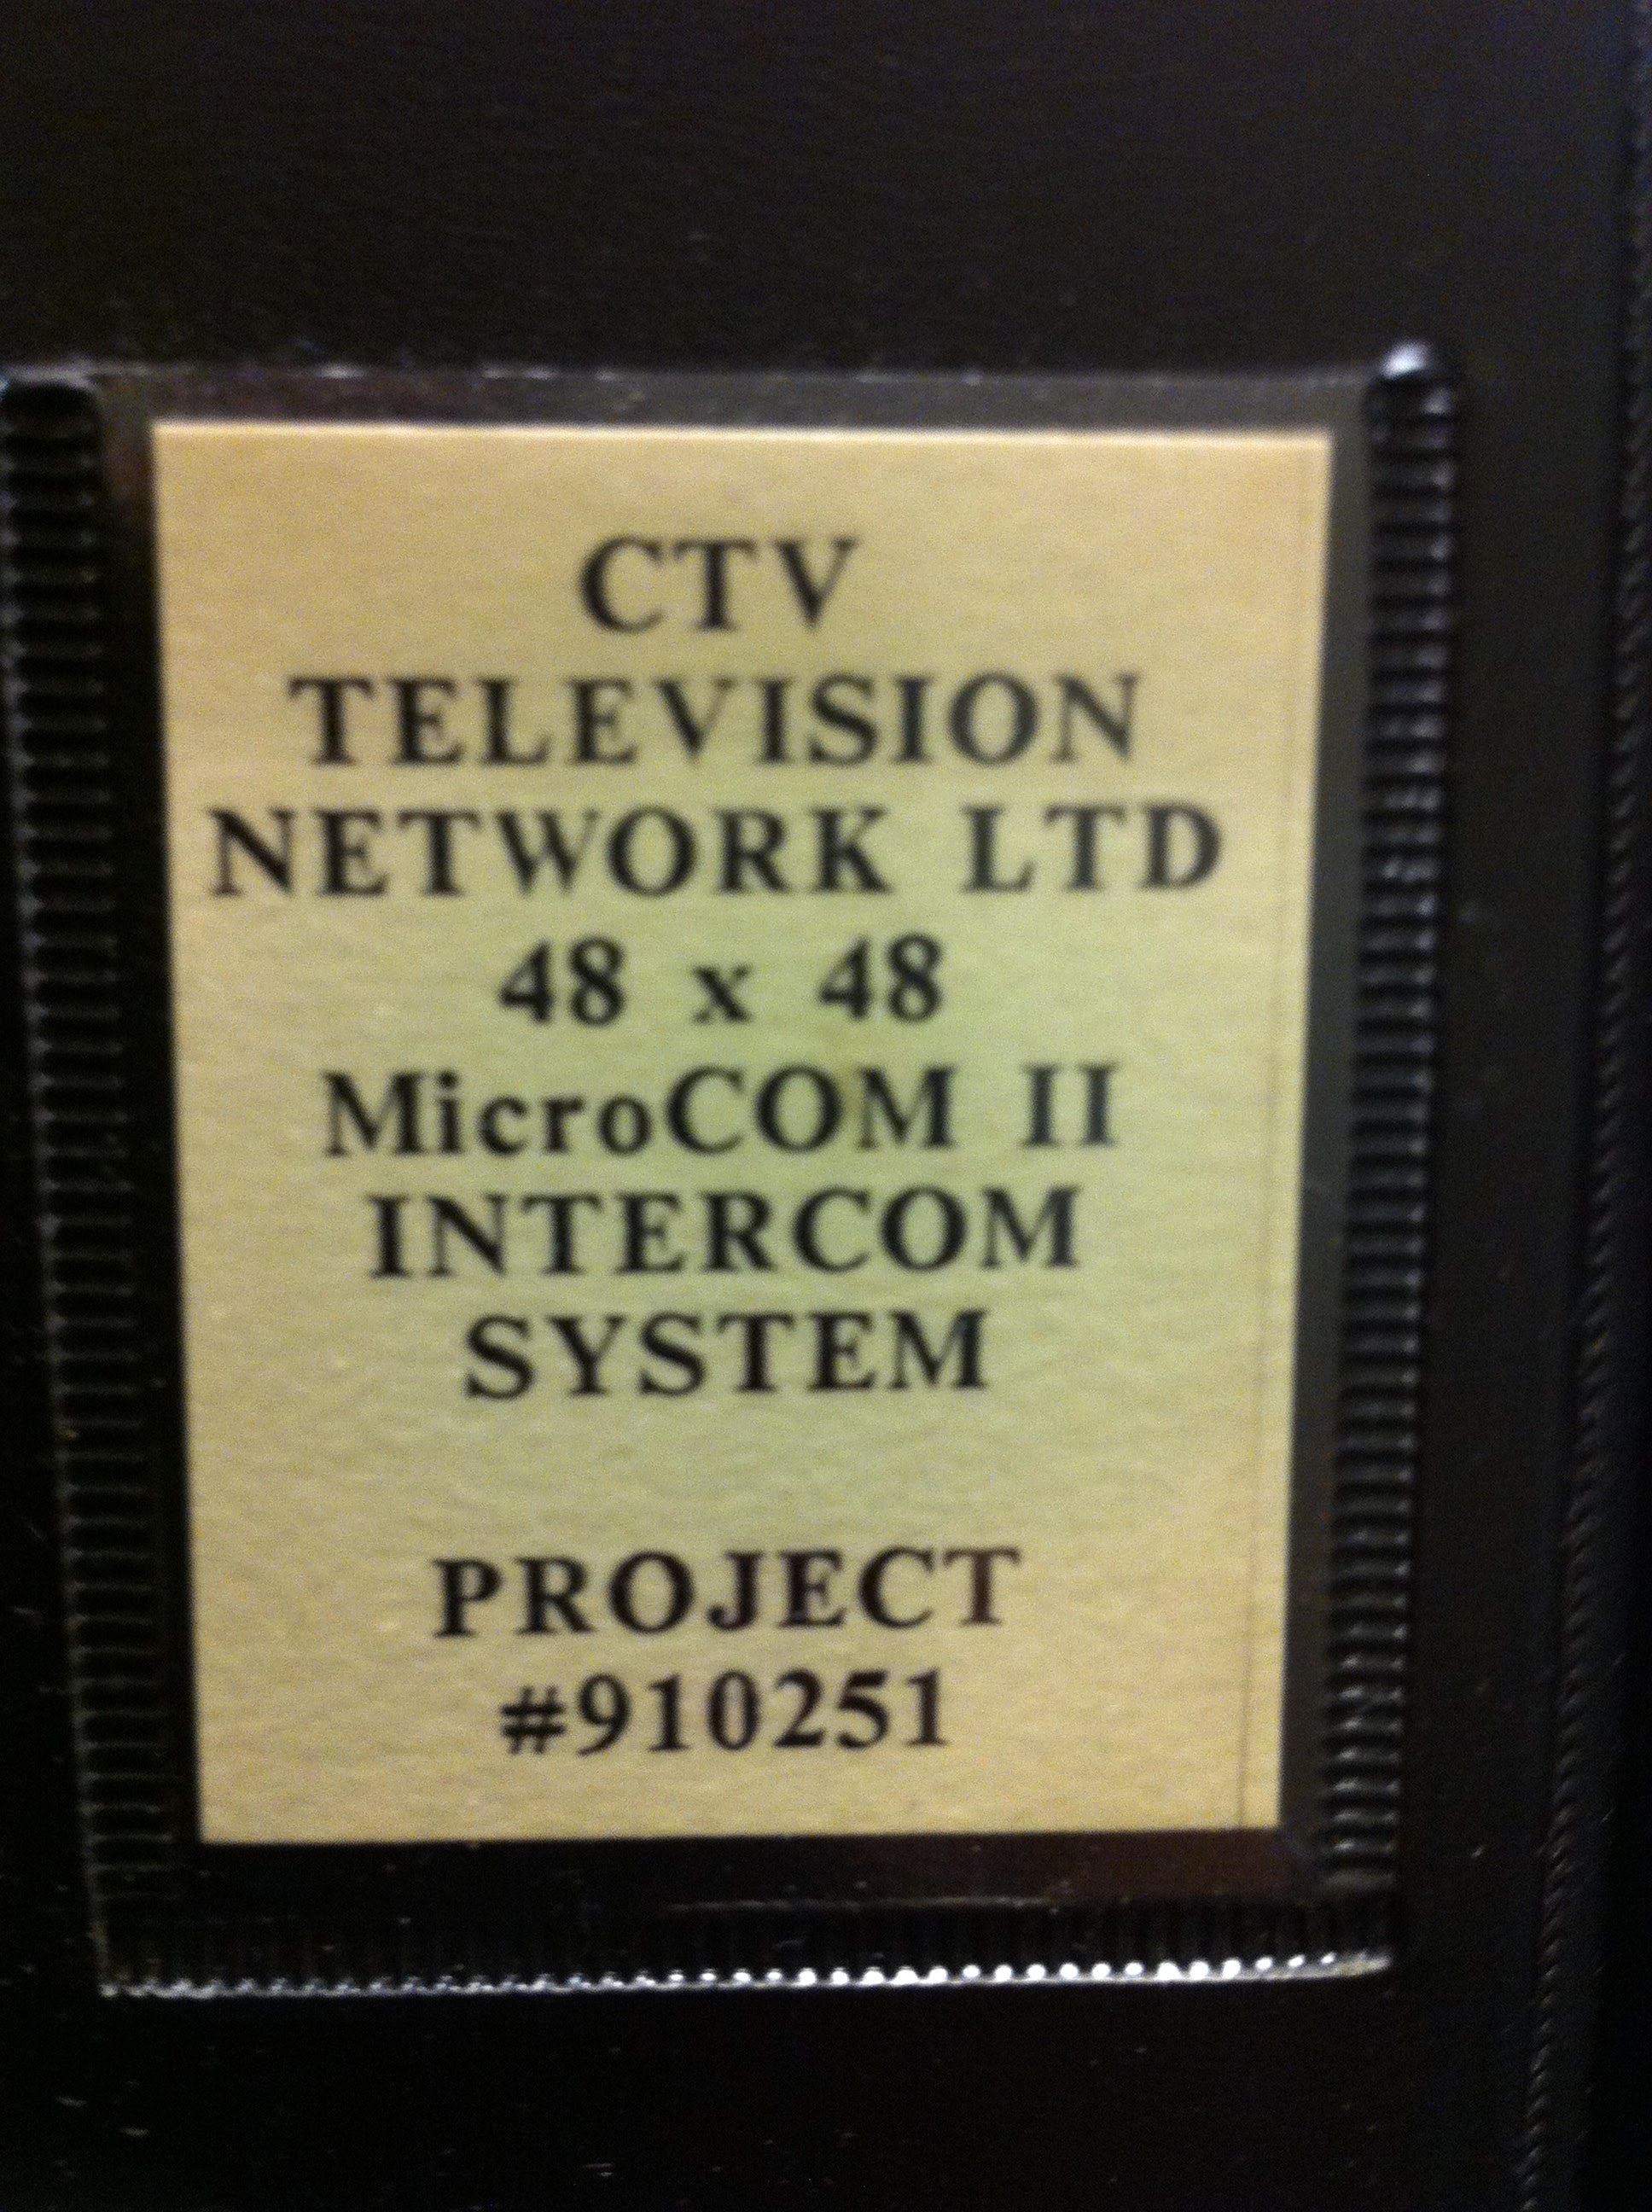 CTV
TELEVISION
NETWORK LTD
48 x 48
MicroCOM II
INTERCOM
SYSTEM
PROJECT
#910251